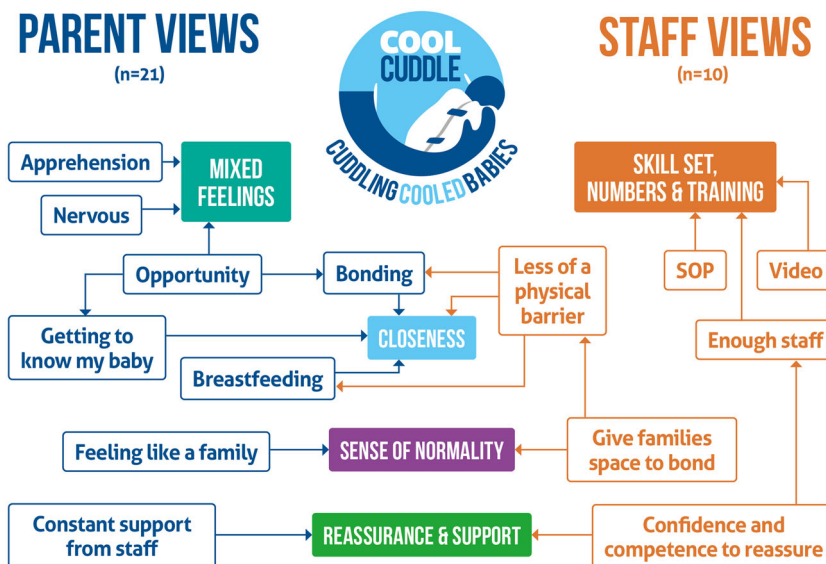 PARENT VIEWS
(n=21)
COOL
CUDDLE
CUDDLING COOLED BABIES
STAFF VIEWS
(n=10)
Apprehension
Nervous
MIXED
FEELINGS
SKILL SET,
NUMBERS & TRAINING
Opportunity
Bonding
Less of a
physical
barrier
SOP
Video
Getting to
know my baby
CLOSENESS
Enough staff
Breastfeeding
Feeling like a family
SENSE OF NORMALITY
Give families
space to bond
Constant support
from staff
REASSURANCE & SUPPORT
Confidence and
competence to reassure